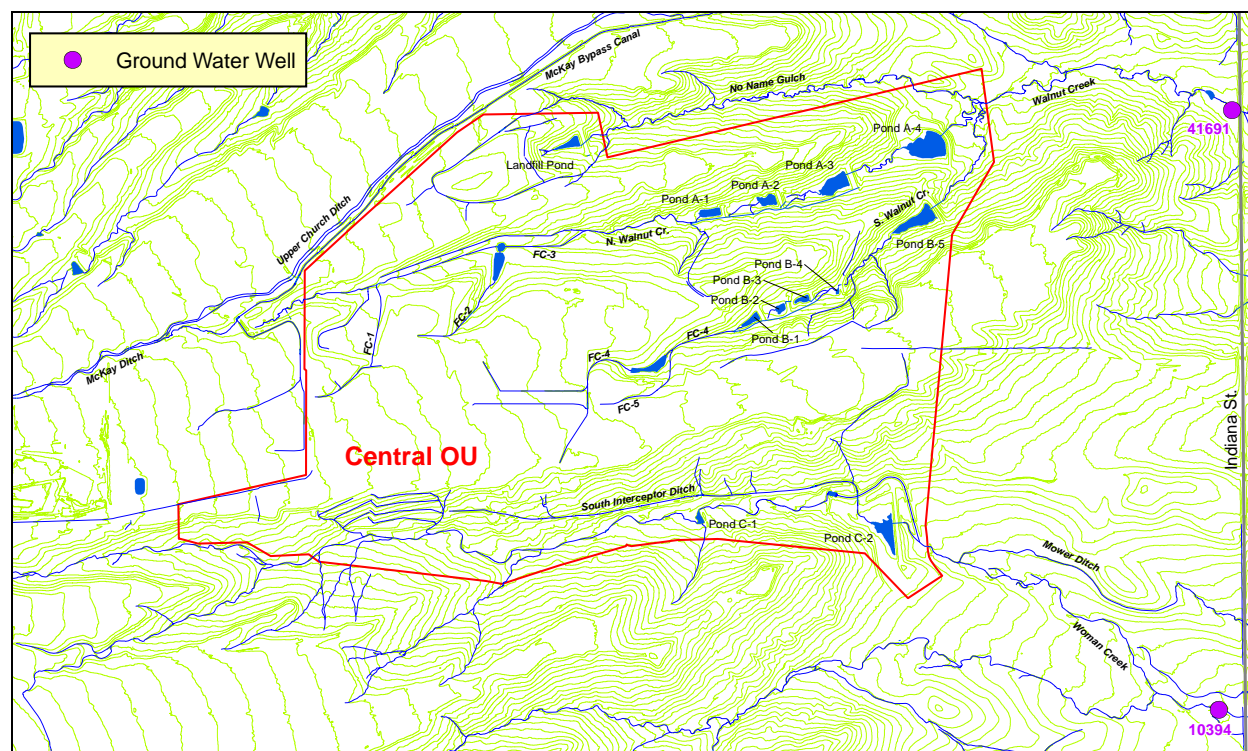 Ground Water Well
McKay Bypass Canal
No Name Gulch
Walnut Creek
41691
Pond A-4
Landfill Pond
Pond A-3
Pond A-2
Pond A-1
S. Walnut Cr.
Upper Church Ditch
N. Walnut Cr.
Pond B-5
FC-3
Pond B-4
Pond B-3
Pond B-2
FC-2
FC-1
FC-4
Pond B-1
FC-4
McKay Ditch
FC-5
Indiana St.
Central OU
South Interceptor Ditch
Pond C-1
Pond C-2
Mower Ditch
Woman Creek
10394